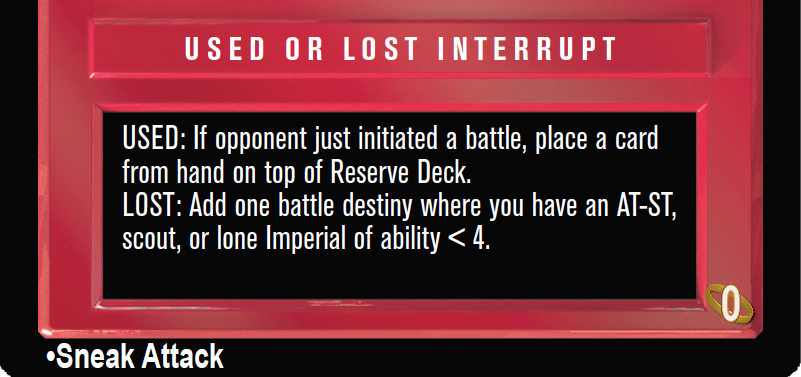 USED OR LOST INTERRUPT
USED: If opponent just initiated a battle, place a card
from hand on top of Reserve Deck.
LOST: Add one battle destiny where you have an AT-ST,
scout, or lone Imperial of ability < 4.
0
•Sneak Attack